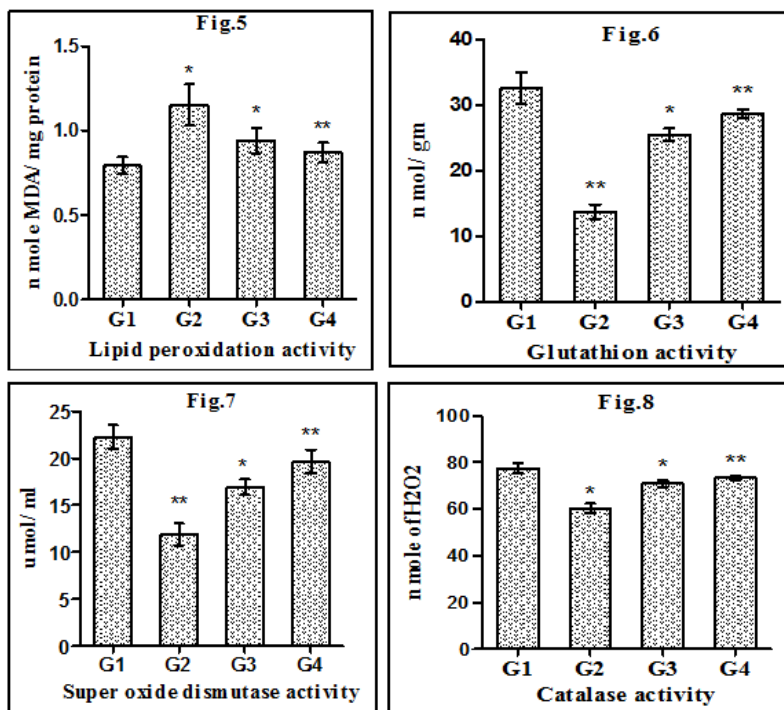 Fig.5
n mole MDA/ mg protein
1.5
1.0
0.5
0.0
*
*
**
G1 G2 G3 G4
Lipid peroxidation activity
Fig.6
n mol/ gm
40
30
20
10
0
**
*
**
G1 G2 G3 G4
Glutathion activity
Fig.7
umol/ ml
25
20
15
10
5
0
**
*
**
G1 G2 G3 G4
Super oxide dismutase activity
Fig.8
n mole of H2O2
100
80
60
40
20
0
*
*
**
G1 G2 G3 G4
Catalase activity